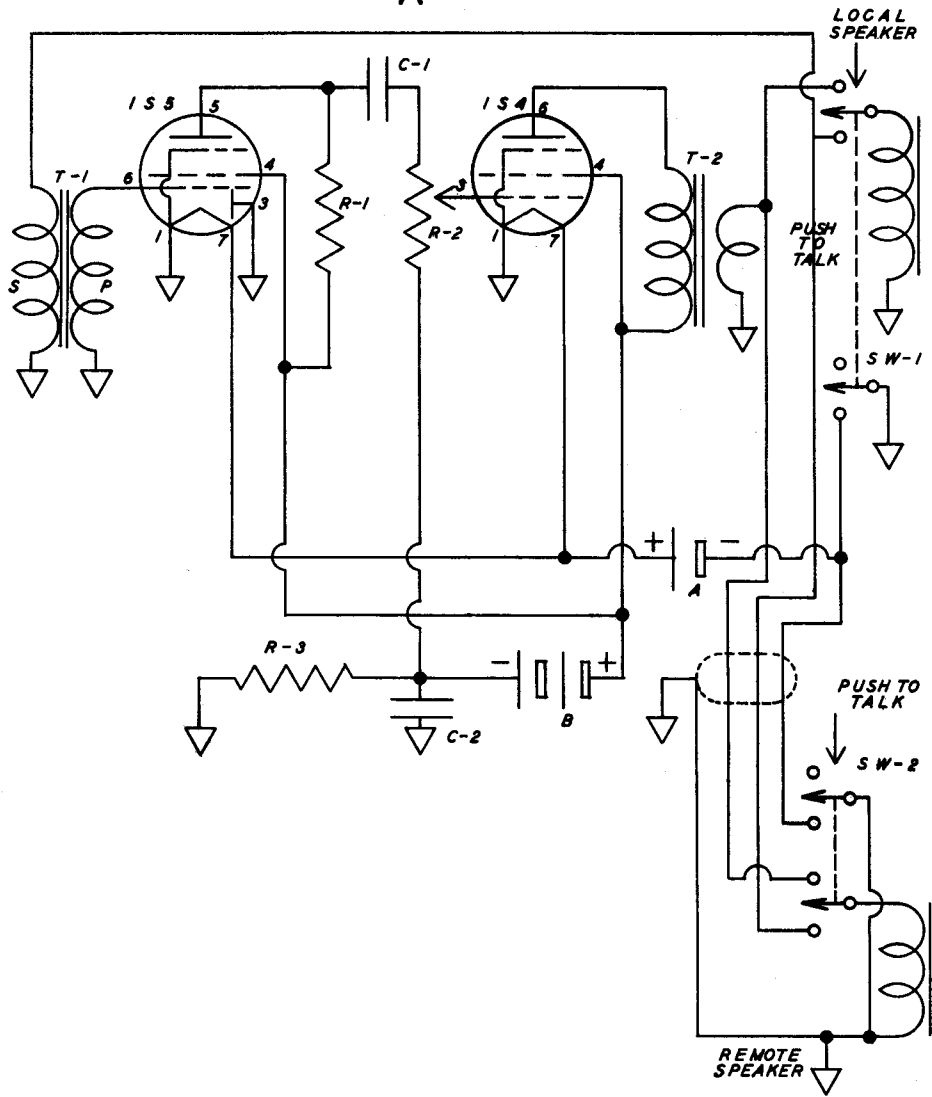 A
LOCAL
SPEAKER
C-1
1S5
5
1S4
6
T-1
6
4
3
1
7
R-1
3
R-2
4
1
7
T-2
PUSH
TO
TALK
S
P
SW-1
+
-
A
R-3
-
+
B
C-2
PUSH TO
TALK
SW-2
REMOTE
SPEAKER